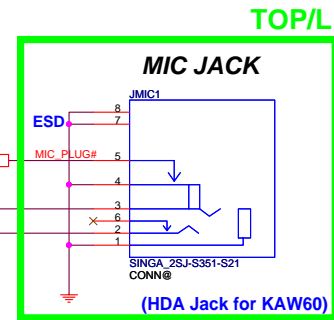 TOP/L
MIC JACK
JMIC1
8
ESD
7
MIC_PLUG#
5
4
3
6
2
1
SINGA_2SJ-S351-S21
CONN@
(HDA Jack for KAW60)